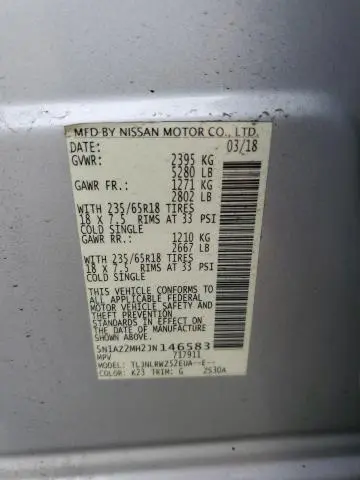 MFD BY NISSAN MOTOR CO., LTD.
DATE: 03/18
GVWR: 2395 KG
5280 LB
GAWR FR.: 1271 KG
2802 LB
WITH 235/65R18 TIRES
18 X 7.5 RIMS AT 33 PSI
COLD SINGLE
GAWR RR.: 1210 KG
2667 LB
WITH 235/65R18 TIRES
18 X 7.5 RIMS AT 33 PSI
COLD SINGLE
THIS VEHICLE CONFORMS TO ALL
APPLICABLE U.S. FEDERAL
MOTOR VEHICLE SAFETY AND
THEFT PREVENTION
STANDARDS IN EFFECT ON THE
DATE OF MANUFACTURE SHOWN
ABOVE.
5N1AZ2MH2JN146583
MPV 717911
MODEL: TLJNLRWZ52EUA--E--
COLOR: K23 TRIM: G 2530A